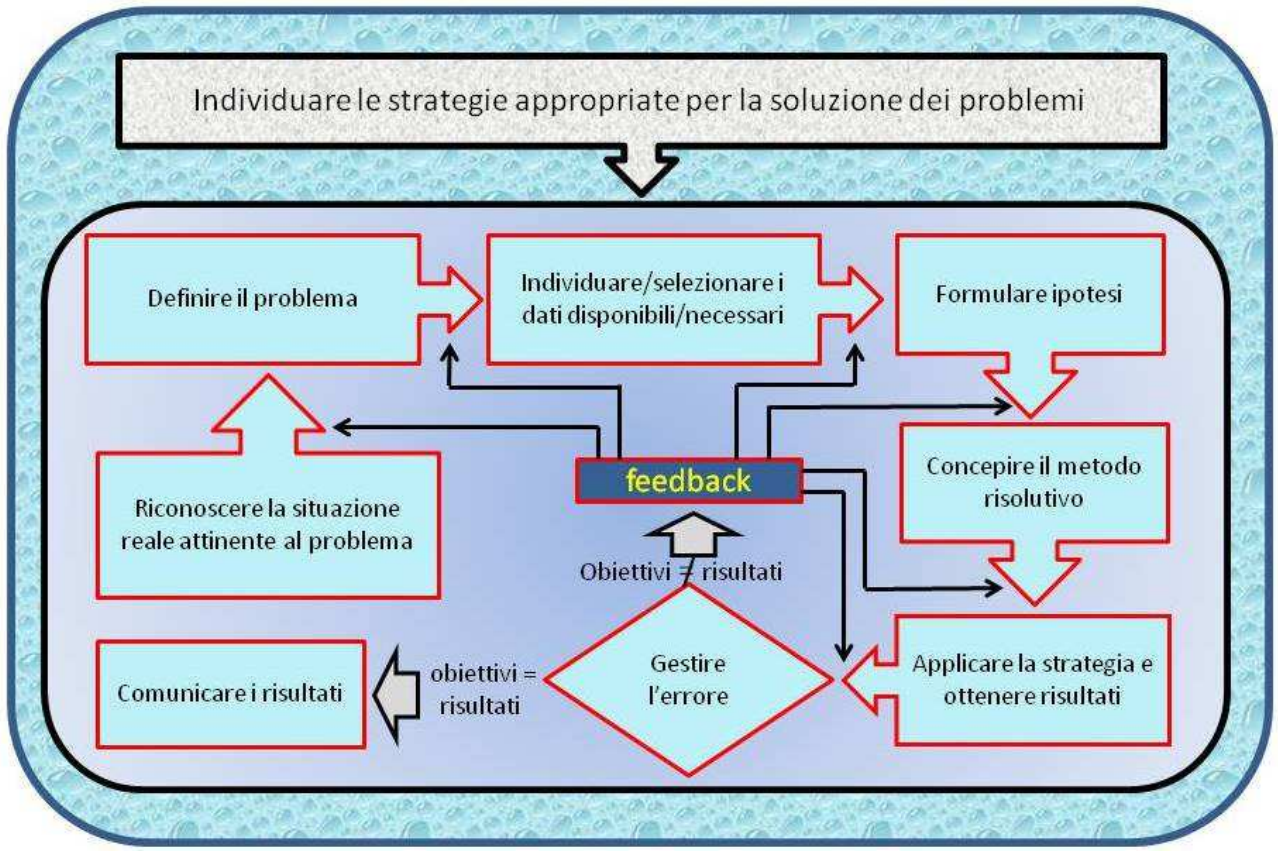 Individuare le strategie appropriate per la soluzione dei problemi
Definire il problema
Individuare/selezionare i
dati disponibili/necessari
Formulare ipotesi
Riconoscere la situazione
reale attinente al problema
feedback
Concepire il metodo
risolutivo
Obiettivi ≠ risultati
Comunicare i risultati
obiettivi =
risultati
Gestire
l'errore
Applicare la strategia e
ottenere risultati